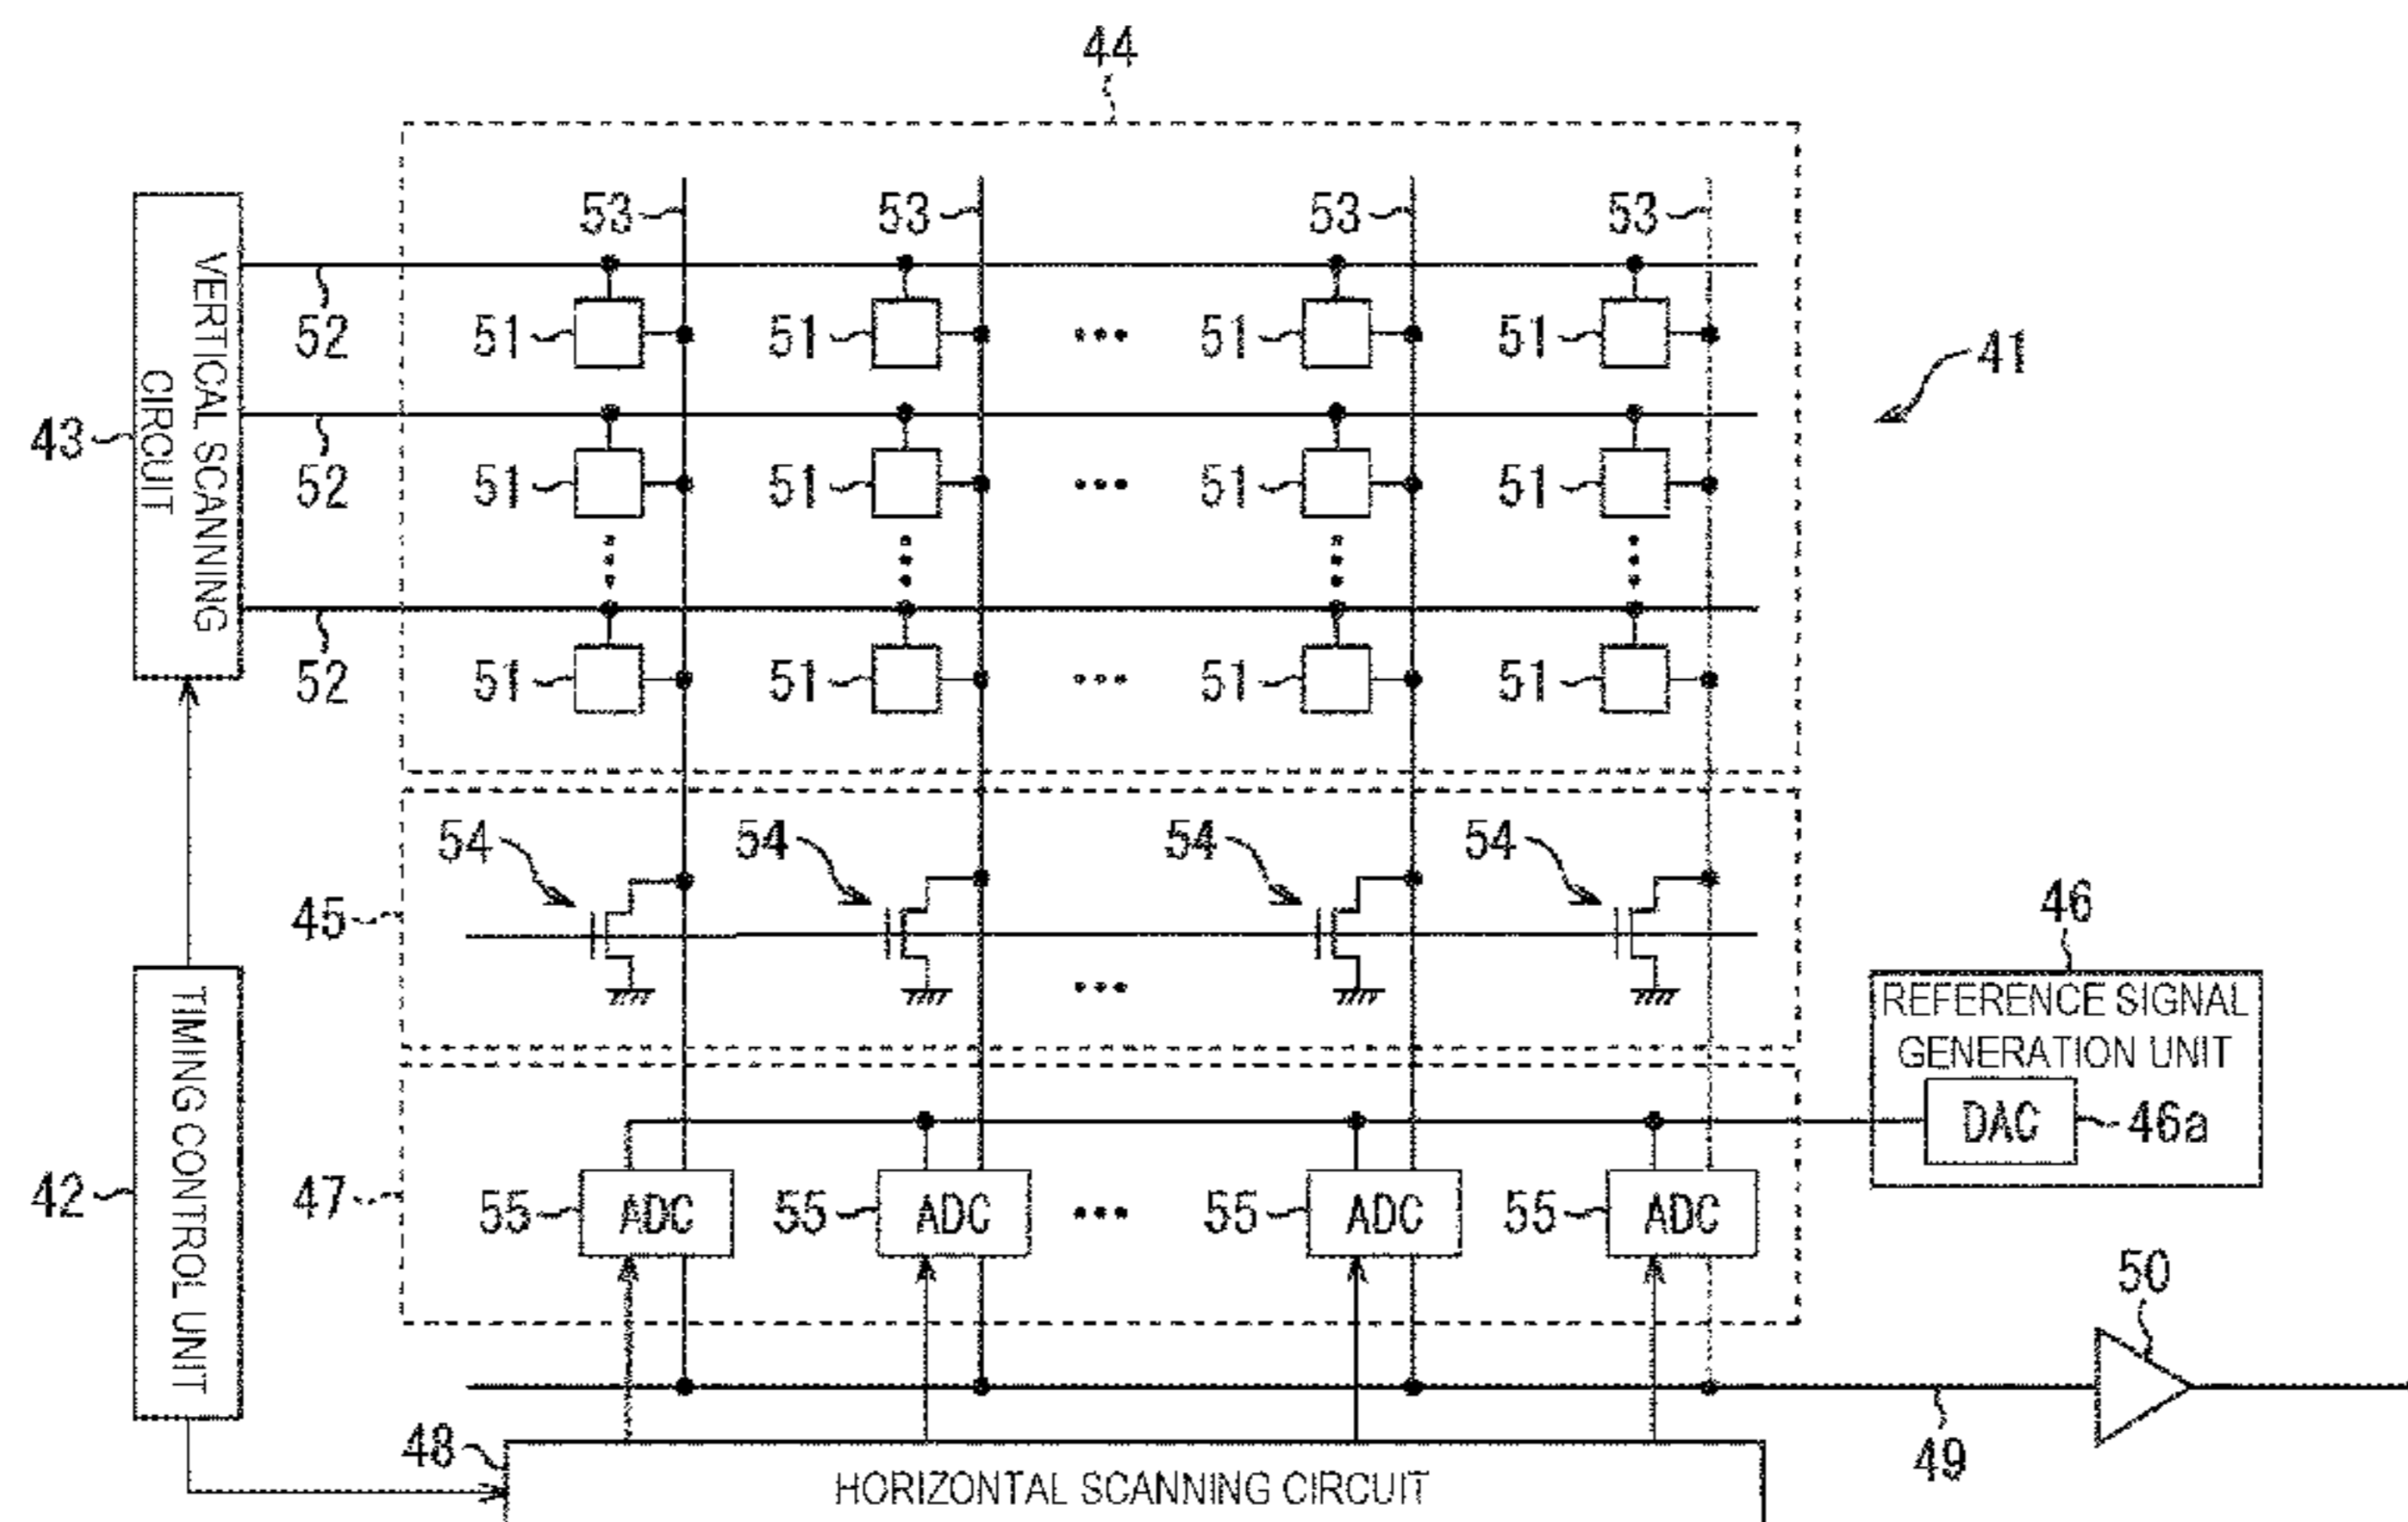 44
53 53 53 53
VERTICAL SCANNING
CIRCUIT
43
52 51 51 ... 51 51
41
52 51 51 ... 51 51
52 51 51 ... 51 51
54 54 54 54
45
...
46
REFERENCE SIGNAL
GENERATION UNIT
DAC 46a
TIMING CONTROL UNIT
42
47
55 ADC 55 ADC ... 55 ADC 55 ADC
50
49
48
HORIZONTAL SCANNING CIRCUIT